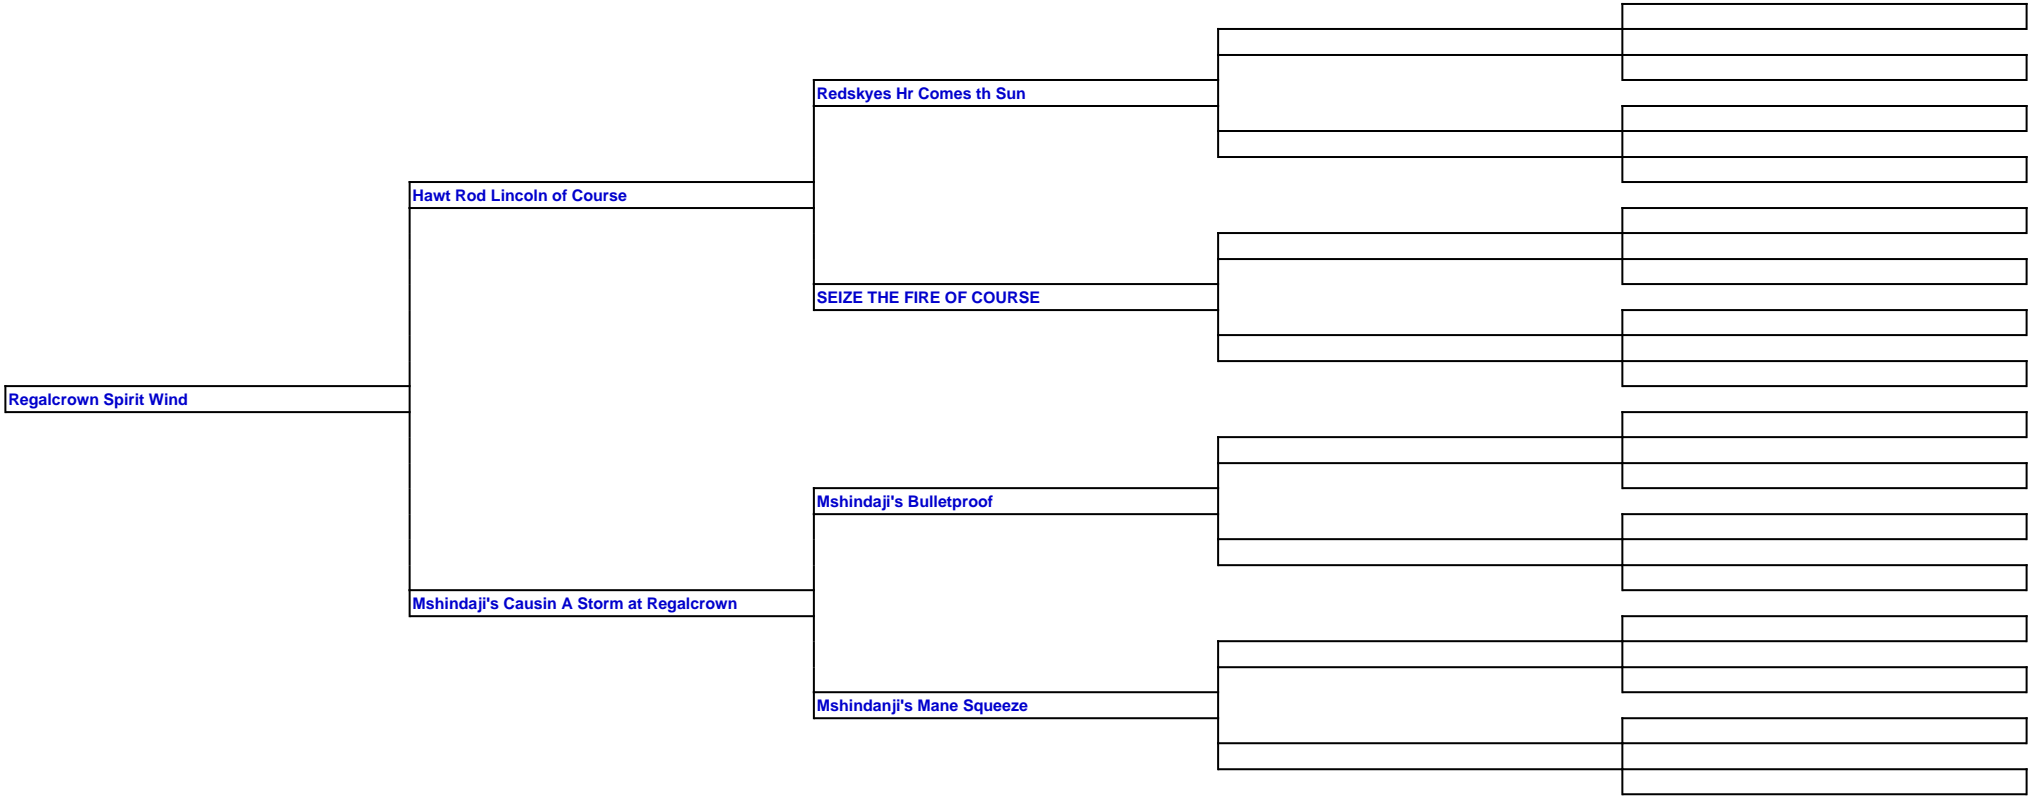 Redskyes Hr Comes th Sun
Hawt Rod Lincoln of Course
SEIZE THE FIRE OF COURSE
Regalcrown Spirit Wind
Mshindaji's Bulletproof
Mshindaji's Causin A Storm at Regalcrown
Mshindanji's Mane Squeeze